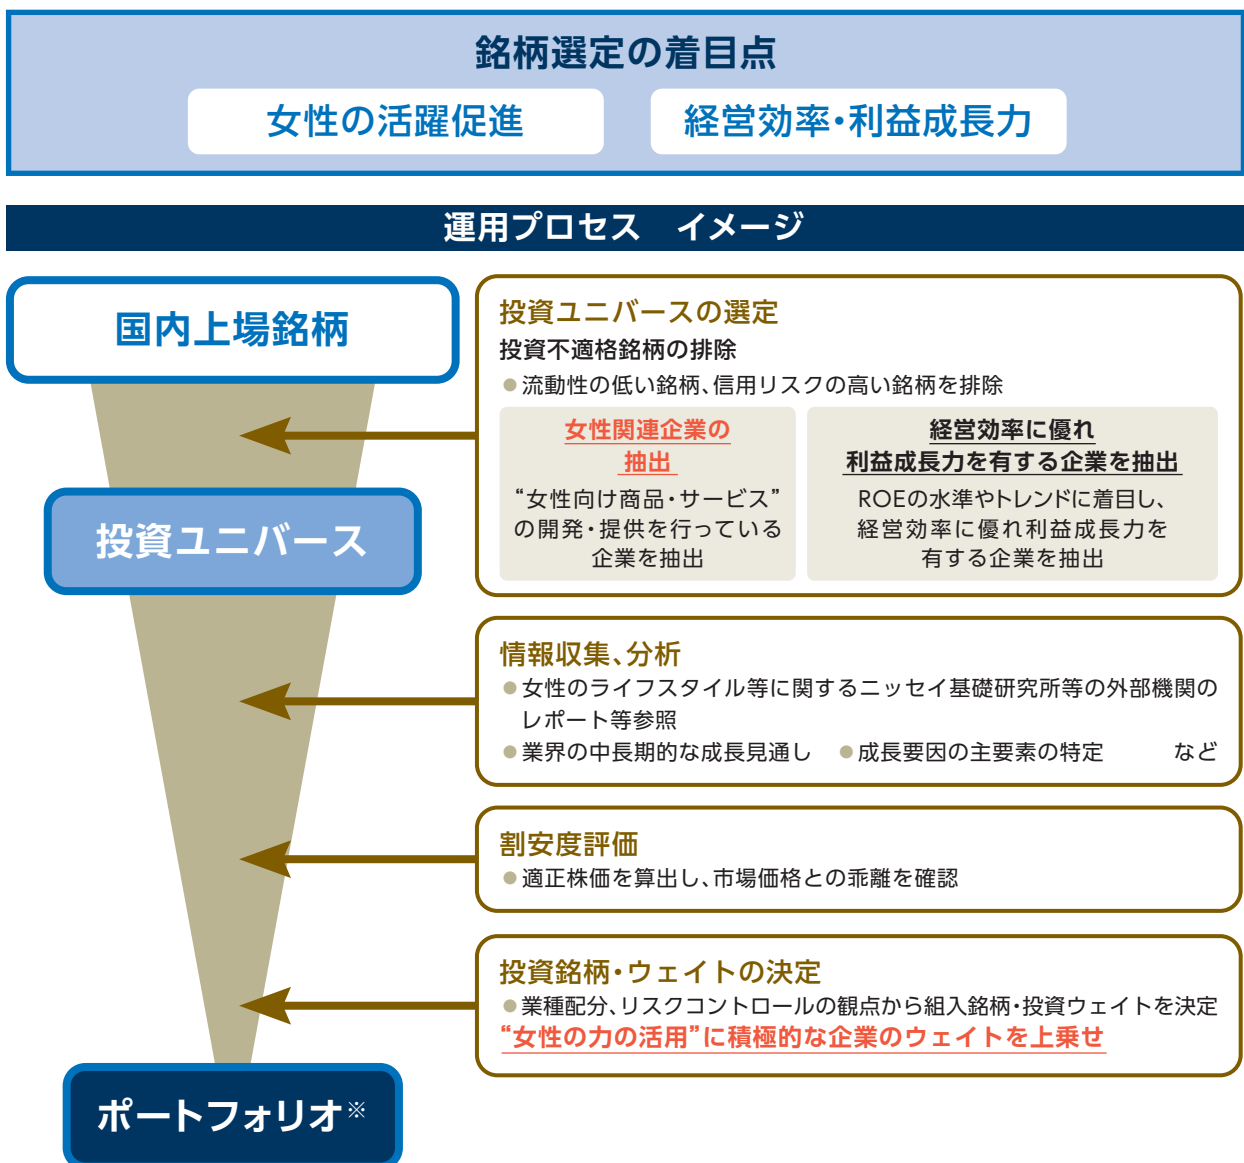 銘柄選定の着目点
女性の活躍促進
経営効率・利益成長力
運用プロセス　イメージ
国内上場銘柄
投資ユニバースの選定
投資不適格銘柄の排除
●流動性の低い銘柄、信用リスクの高い銘柄を排除
女性関連企業の
抽出
“女性向け商品・サービス”
の開発・提供を行っている
企業を抽出
経営効率に優れ
利益成長力を有する企業を抽出
ROEの水準やトレンドに着目し、
経営効率に優れ利益成長力を
有する企業を抽出
投資ユニバース
情報収集、分析
●女性のライフスタイル等に関するニッセイ基礎研究所等の外部機関の
レポート等参照
●業界の中長期的な成長見通し　●成長要因の主要素の特定　　など
割安度評価
●適正株価を算出し、市場価格との乖離を確認
投資銘柄・ウェイトの決定
●業種配分、リスクコントロールの観点から組入銘柄・投資ウェイトを決定
“女性の力の活用”に積極的な企業のウェイトを上乗せ
ポートフォリオ※